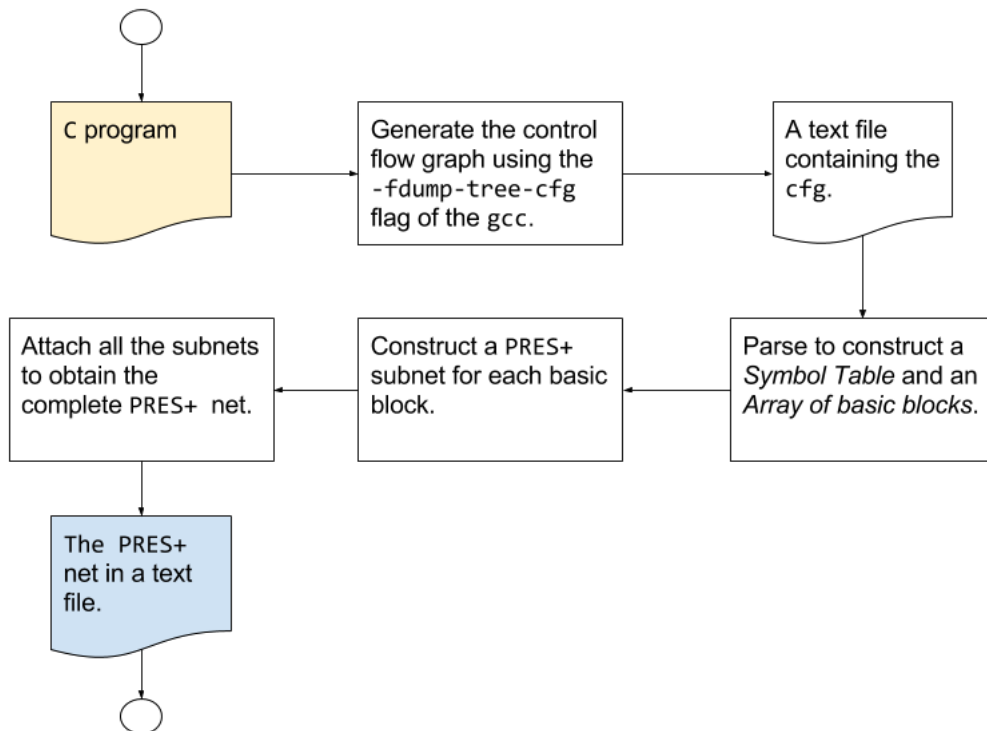 C program
Generate the control
flow graph using the
-fdump-tree-cfg
flag of the gcc.
A text file
containing the
cfg.
Parse to construct a
Symbol Table and an
Array of basic blocks.
Construct a PRES+
subnet for each basic
block.
Attach all the subnets
to obtain the
complete PRES+ net.
The PRES+
net in a text
file.